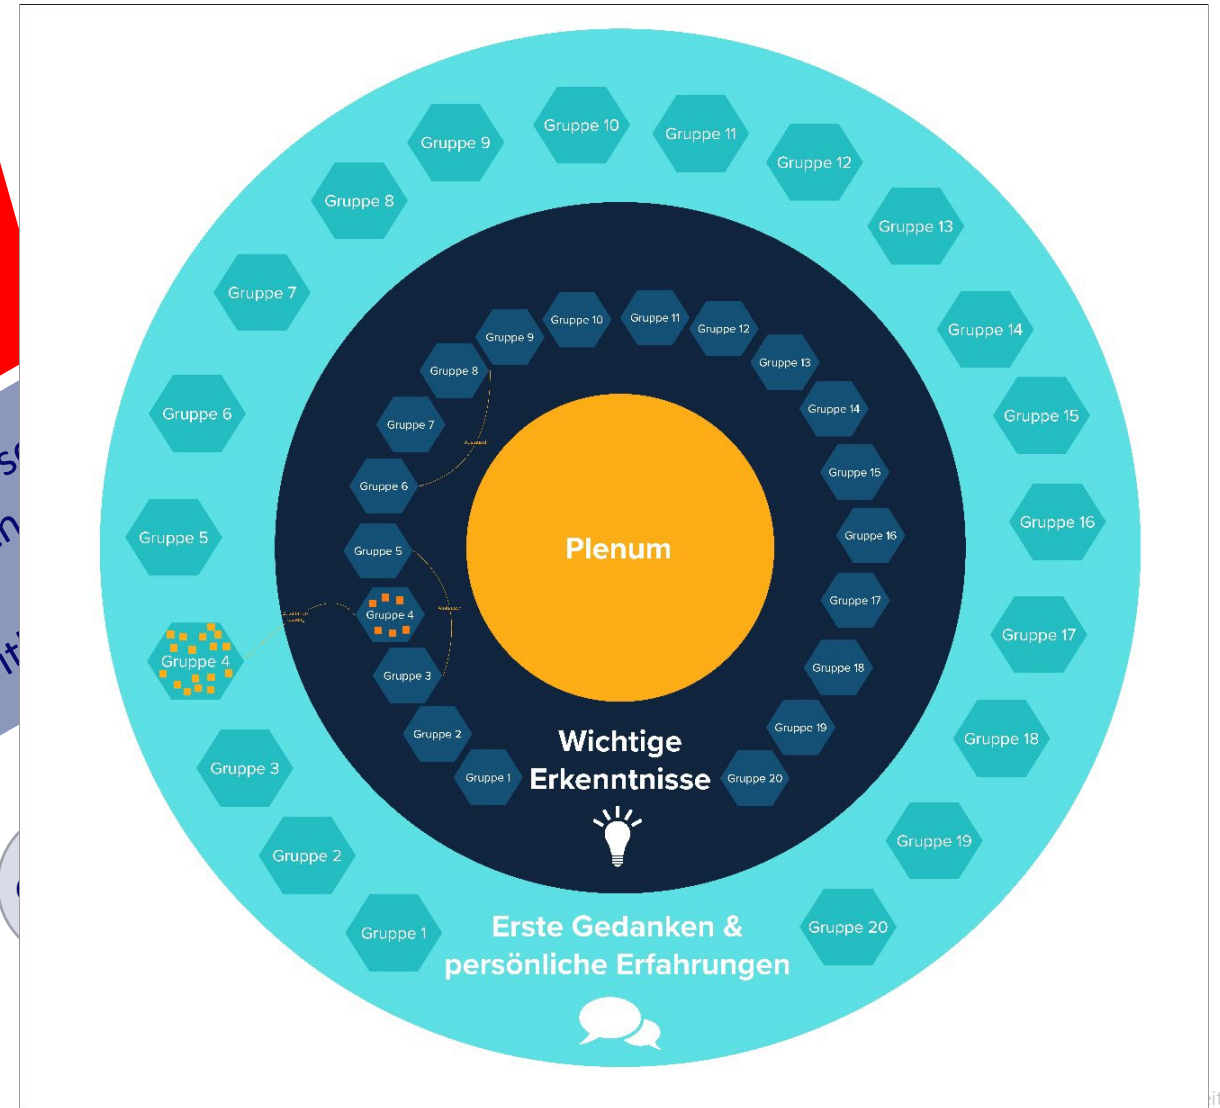 Gruppe 10
Gruppe 11
Gruppe 9
Gruppe 12
Gruppe 8
Gruppe 13
Gruppe 7
Gruppe 14
Gruppe 6
Gruppe 15
Gruppe 5
Gruppe 16
Gruppe 4
Gruppe 17
Gruppe 3
Gruppe 18
Gruppe 2
Gruppe 19
Gruppe 1
Gruppe 20
Gruppe 10
Gruppe 11
Gruppe 9
Gruppe 12
Gruppe 8
Gruppe 13
Gruppe 7
Gruppe 14
Gruppe 6
Gruppe 15
Gruppe 5
Gruppe 16
Gruppe 4
Gruppe 17
Gruppe 3
Gruppe 18
Gruppe 2
Gruppe 19
Gruppe 1
Gruppe 20
Plenum
Wichtige
Erkenntnisse
Erste Gedanken &
persönliche Erfahrungen